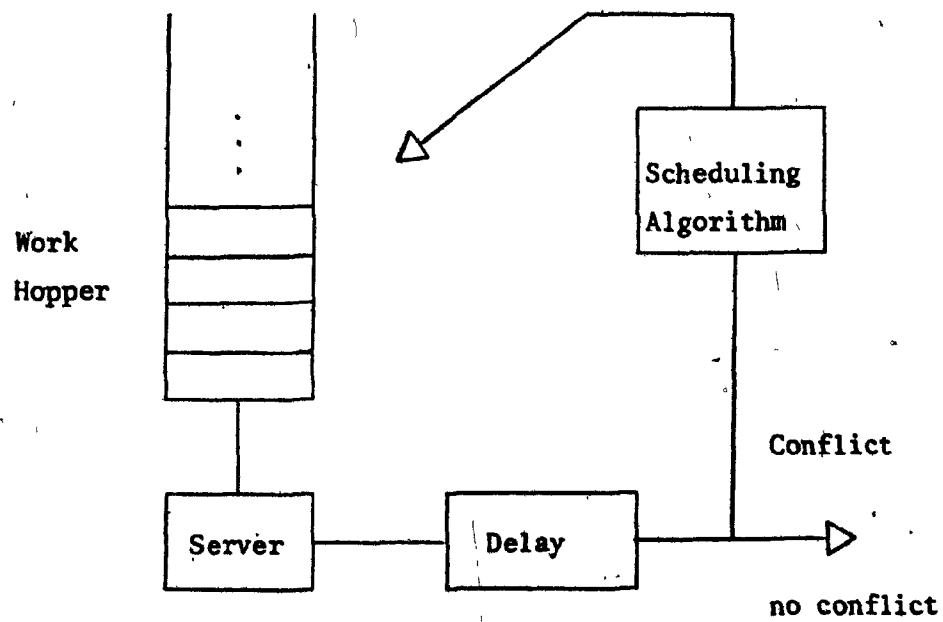 Scheduling
Algorithm
Work
Hopper
Conflict
Server
Delay
no conflict